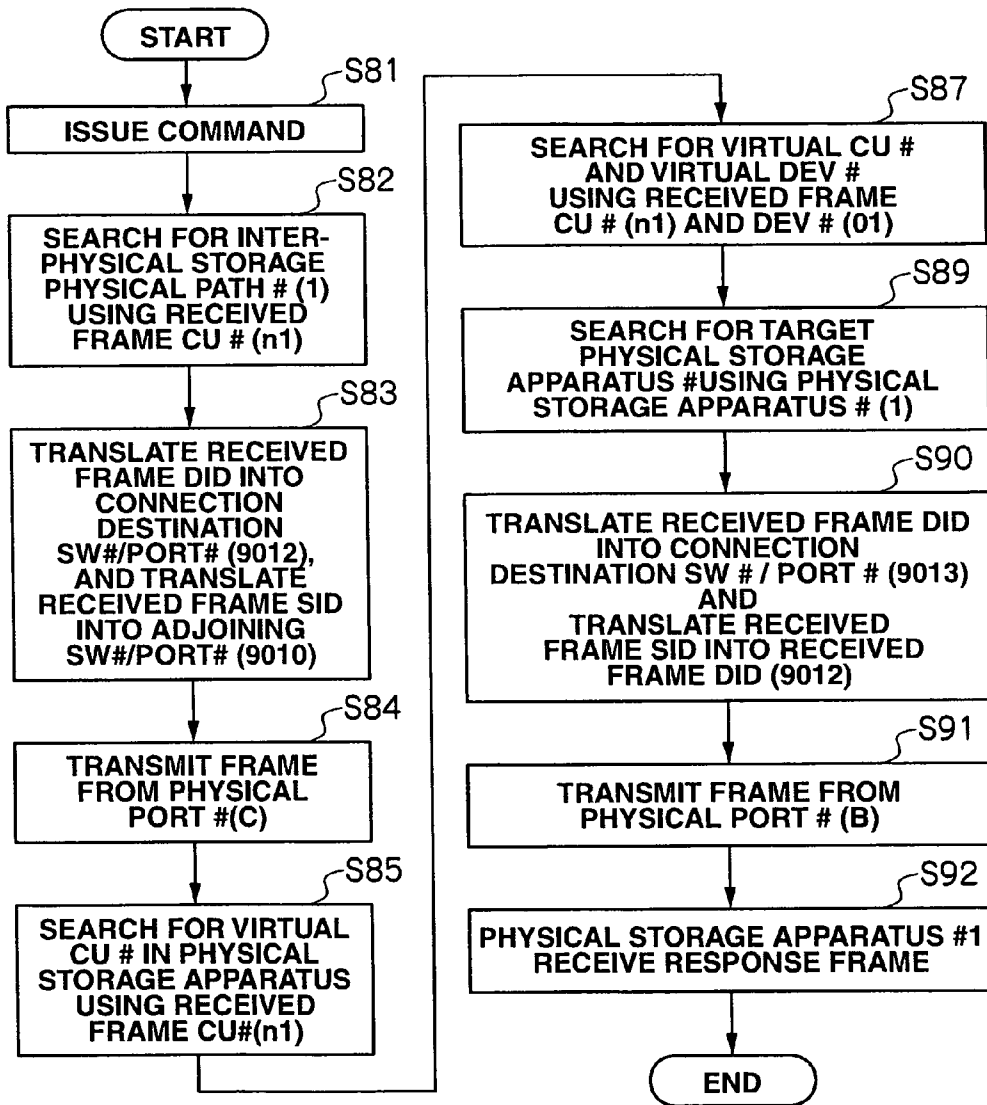 START
S81
ISSUE COMMAND
S82
SEARCH FOR INTER-
PHYSICAL STORAGE
PHYSICAL PATH # (1)
USING RECEIVED
FRAME CU # (n1)
S83
TRANSLATE RECEIVED
FRAME DID INTO
CONNECTION
DESTINATION
SW#/PORT# (9012),
AND TRANSLATE
RECEIVED FRAME SID
INTO ADJOINING
SW#/PORT# (9010)
S84
TRANSMIT FRAME
FROM PHYSICAL
PORT #(C)
S85
SEARCH FOR VIRTUAL
CU # IN PHYSICAL
STORAGE APPARATUS
USING RECEIVED
FRAME CU#(n1)
S87
SEARCH FOR VIRTUAL CU #
AND VIRTUAL DEV #
USING RECEIVED FRAME
CU # (n1) AND DEV # (01)
S89
SEARCH FOR TARGET
PHYSICAL STORAGE
APPARATUS #USING PHYSICAL
STORAGE APPARATUS # (1)
S90
TRANSLATE RECEIVED FRAME DID
INTO CONNECTION
DESTINATION SW # / PORT # (9013)
AND
TRANSLATE RECEIVED
FRAME SID INTO RECEIVED
FRAME DID (9012)
S91
TRANSMIT FRAME FROM
PHYSICAL PORT # (B)
S92
PHYSICAL STORAGE APPARATUS #1
RECEIVE RESPONSE FRAME
END